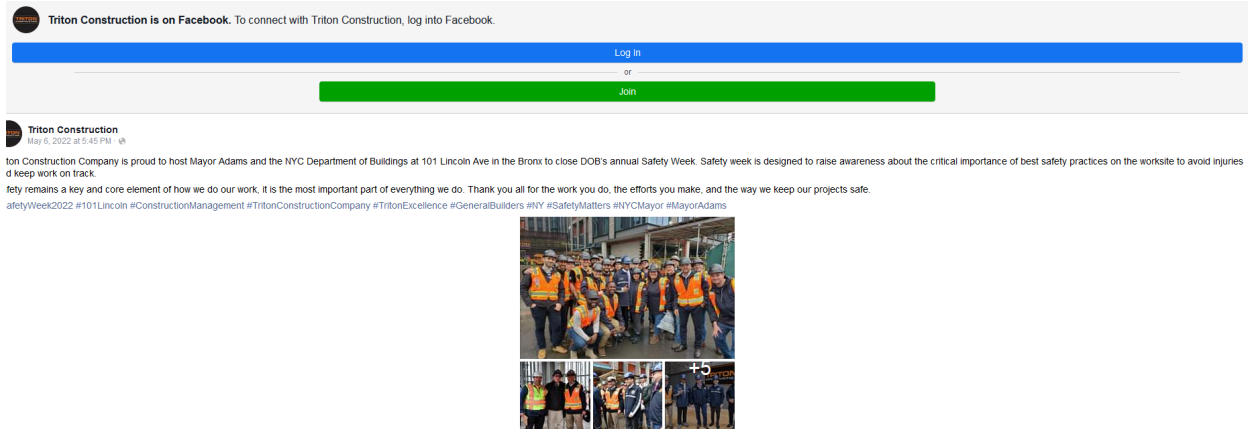 Triton Construction is on Facebook. To connect with Triton Construction, log into Facebook.
Log In
or
Join
Triton Construction
May 6, 2022 at 5:45 PM ·
ton Construction Company is proud to host Mayor Adams and the NYC Department of Buildings at 101 Lincoln Ave in the Bronx to close DOB's annual Safety Week. Safety week is designed to raise awareness about the critical importance of best safety practices on the worksite to avoid injuries
d keep work on track.
fety remains a key and core element of how we do our work, it is the most important part of everything we do. Thank you all for the work you do, the efforts you make, and the way we keep our projects safe.
afetyWeek2022 #101Lincoln #ConstructionManagement #TritonConstructionCompany #TritonExcellence #GeneralBuilders #NY #SafetyMatters #NYCMayor #MayorAdams
+5